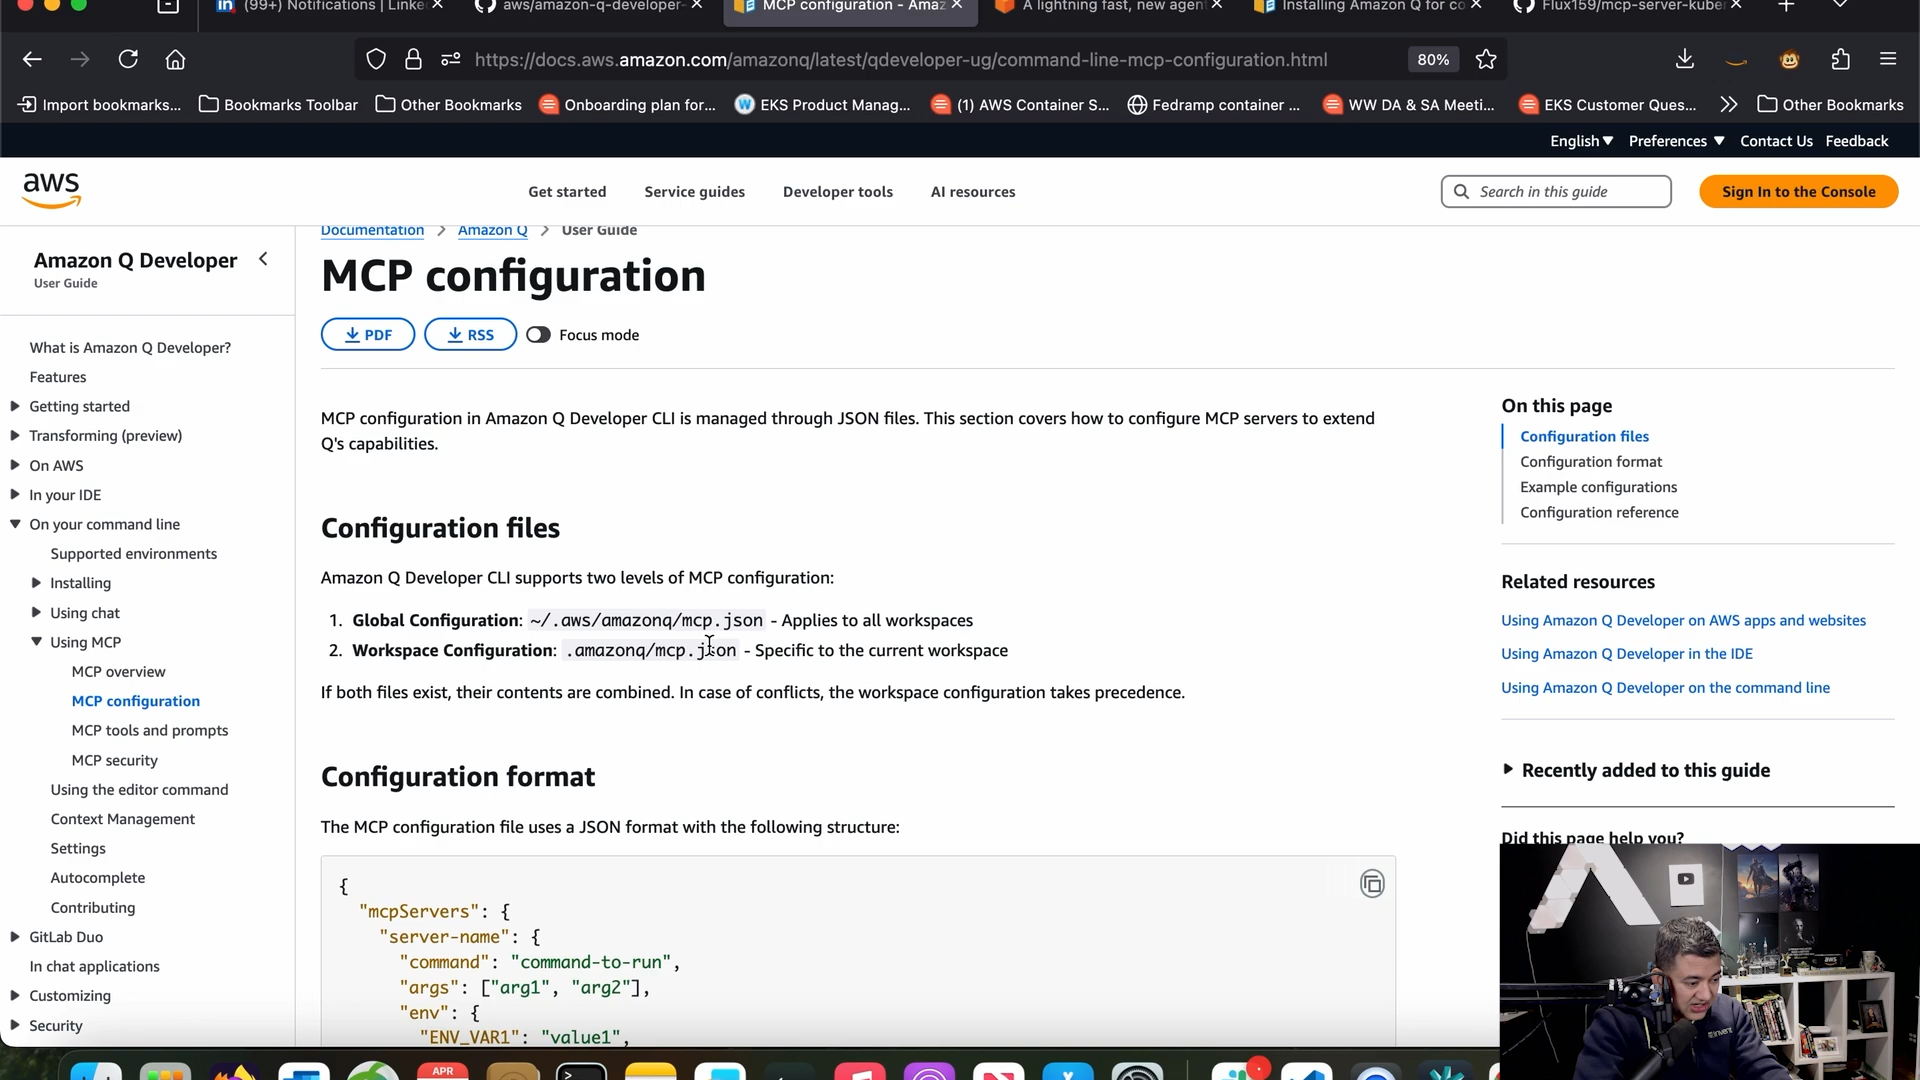 (99+) Notifications | Linke
aws/amazon-q-developer-
MCP configuration - Amaz
A lightning fast, new agen
Installing Amazon Q for co
Flux159/mcp-server-kube
https://docs.aws.amazon.com/amazonq/latest/qdeveloper-ug/command-line-mcp-configuration.html
80%
Import bookmarks...
Bookmarks Toolbar
Other Bookmarks
Onboarding plan for...
EKS Product Manag...
(1) AWS Container S...
Fedramp container ...
WW DA & SA Meeti...
EKS Customer Ques...
Other Bookmarks
English
Preferences
Contact Us
Feedback
aws
Get started
Service guides
Developer tools
AI resources
Search in this guide
Sign In to the Console
Amazon Q Developer
User Guide
What is Amazon Q Developer?
Features
Getting started
Transforming (preview)
On AWS
In your IDE
On your command line
Supported environments
Installing
Using chat
Using MCP
MCP overview
MCP configuration
MCP tools and prompts
MCP security
Using the editor command
Context Management
Settings
Autocomplete
Contributing
GitLab Duo
In chat applications
Customizing
Security
Documentation > Amazon Q > User Guide
MCP configuration
PDF
RSS
Focus mode
MCP configuration in Amazon Q Developer CLI is managed through JSON files. This section covers how to configure MCP servers to extend
Q's capabilities.
Configuration files
Amazon Q Developer CLI supports two levels of MCP configuration:
1. Global Configuration: ~/.aws/amazonq/mcp.json - Applies to all workspaces
2. Workspace Configuration: .amazonq/mcp.json - Specific to the current workspace
If both files exist, their contents are combined. In case of conflicts, the workspace configuration takes precedence.
Configuration format
The MCP configuration file uses a JSON format with the following structure:
{
"mcpServers": {
"server-name": {
"command": "command-to-run",
"args": ["arg1", "arg2"],
"env": {
"ENV_VAR1": "value1",
On this page
Configuration files
Configuration format
Example configurations
Configuration reference
Related resources
Using Amazon Q Developer on AWS apps and websites
Using Amazon Q Developer in the IDE
Using Amazon Q Developer on the command line
Recently added to this guide
Did this page help you?
APR
aws